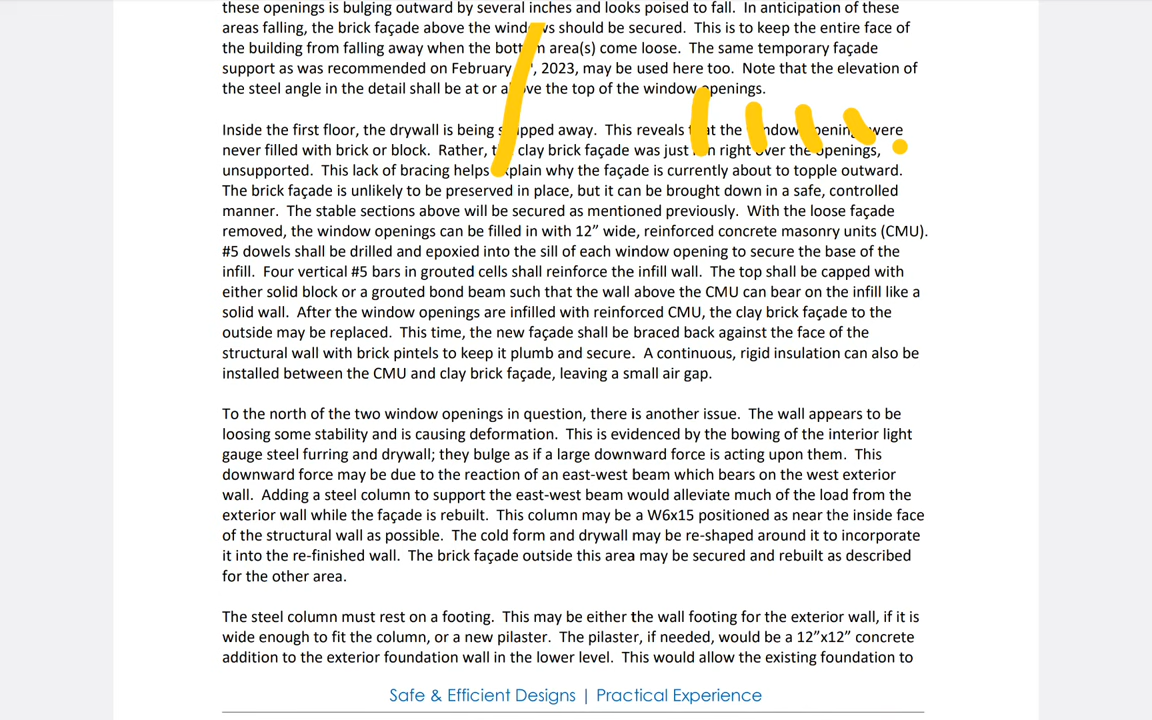 these openings is bulging outward by several inches and looks poised to fall. In anticipation of these
areas falling, the brick façade above the windows should be secured. This is to keep the entire face of
the building from falling away when the bottom area(s) come loose. The same temporary façade
support as was recommended on February , 2023, may be used here too. Note that the elevation of
the steel angle in the detail shall be at or above the top of the window openings.
Inside the first floor, the drywall is being stripped away. This reveals that the window openings were
never filled with brick or block. Rather, the clay brick façade was just run right over the openings,
unsupported. This lack of bracing helps explain why the façade is currently about to topple outward.
The brick façade is unlikely to be preserved in place, but it can be brought down in a safe, controlled
manner. The stable sections above will be secured as mentioned previously. With the loose façade
removed, the window openings can be filled in with 12” wide, reinforced concrete masonry units (CMU).
#5 dowels shall be drilled and epoxied into the sill of each window opening to secure the base of the
infill. Four vertical #5 bars in grouted cells shall reinforce the infill wall. The top shall be capped with
either solid block or a grouted bond beam such that the wall above the CMU can bear on the infill like a
solid wall. After the window openings are infilled with reinforced CMU, the clay brick façade to the
outside may be replaced. This time, the new façade shall be braced back against the face of the
structural wall with brick pintels to keep it plumb and secure. A continuous, rigid insulation can also be
installed between the CMU and clay brick façade, leaving a small air gap.
To the north of the two window openings in question, there is another issue. The wall appears to be
loosing some stability and is causing deformation. This is evidenced by the bowing of the interior light
gauge steel furring and drywall; they bulge as if a large downward force is acting upon them. This
downward force may be due to the reaction of an east-west beam which bears on the west exterior
wall. Adding a steel column to support the east-west beam would alleviate much of the load from the
exterior wall while the façade is rebuilt. This column may be a W6x15 positioned as near the inside face
of the structural wall as possible. The cold form and drywall may be re-shaped around it to incorporate
it into the re-finished wall. The brick façade outside this area may be secured and rebuilt as described
for the other area.
The steel column must rest on a footing. This may be either the wall footing for the exterior wall, if it is
wide enough to fit the column, or a new pilaster. The pilaster, if needed, would be a 12”x12” concrete
addition to the exterior foundation wall in the lower level. This would allow the existing foundation to
Safe & Efficient Designs | Practical Experience